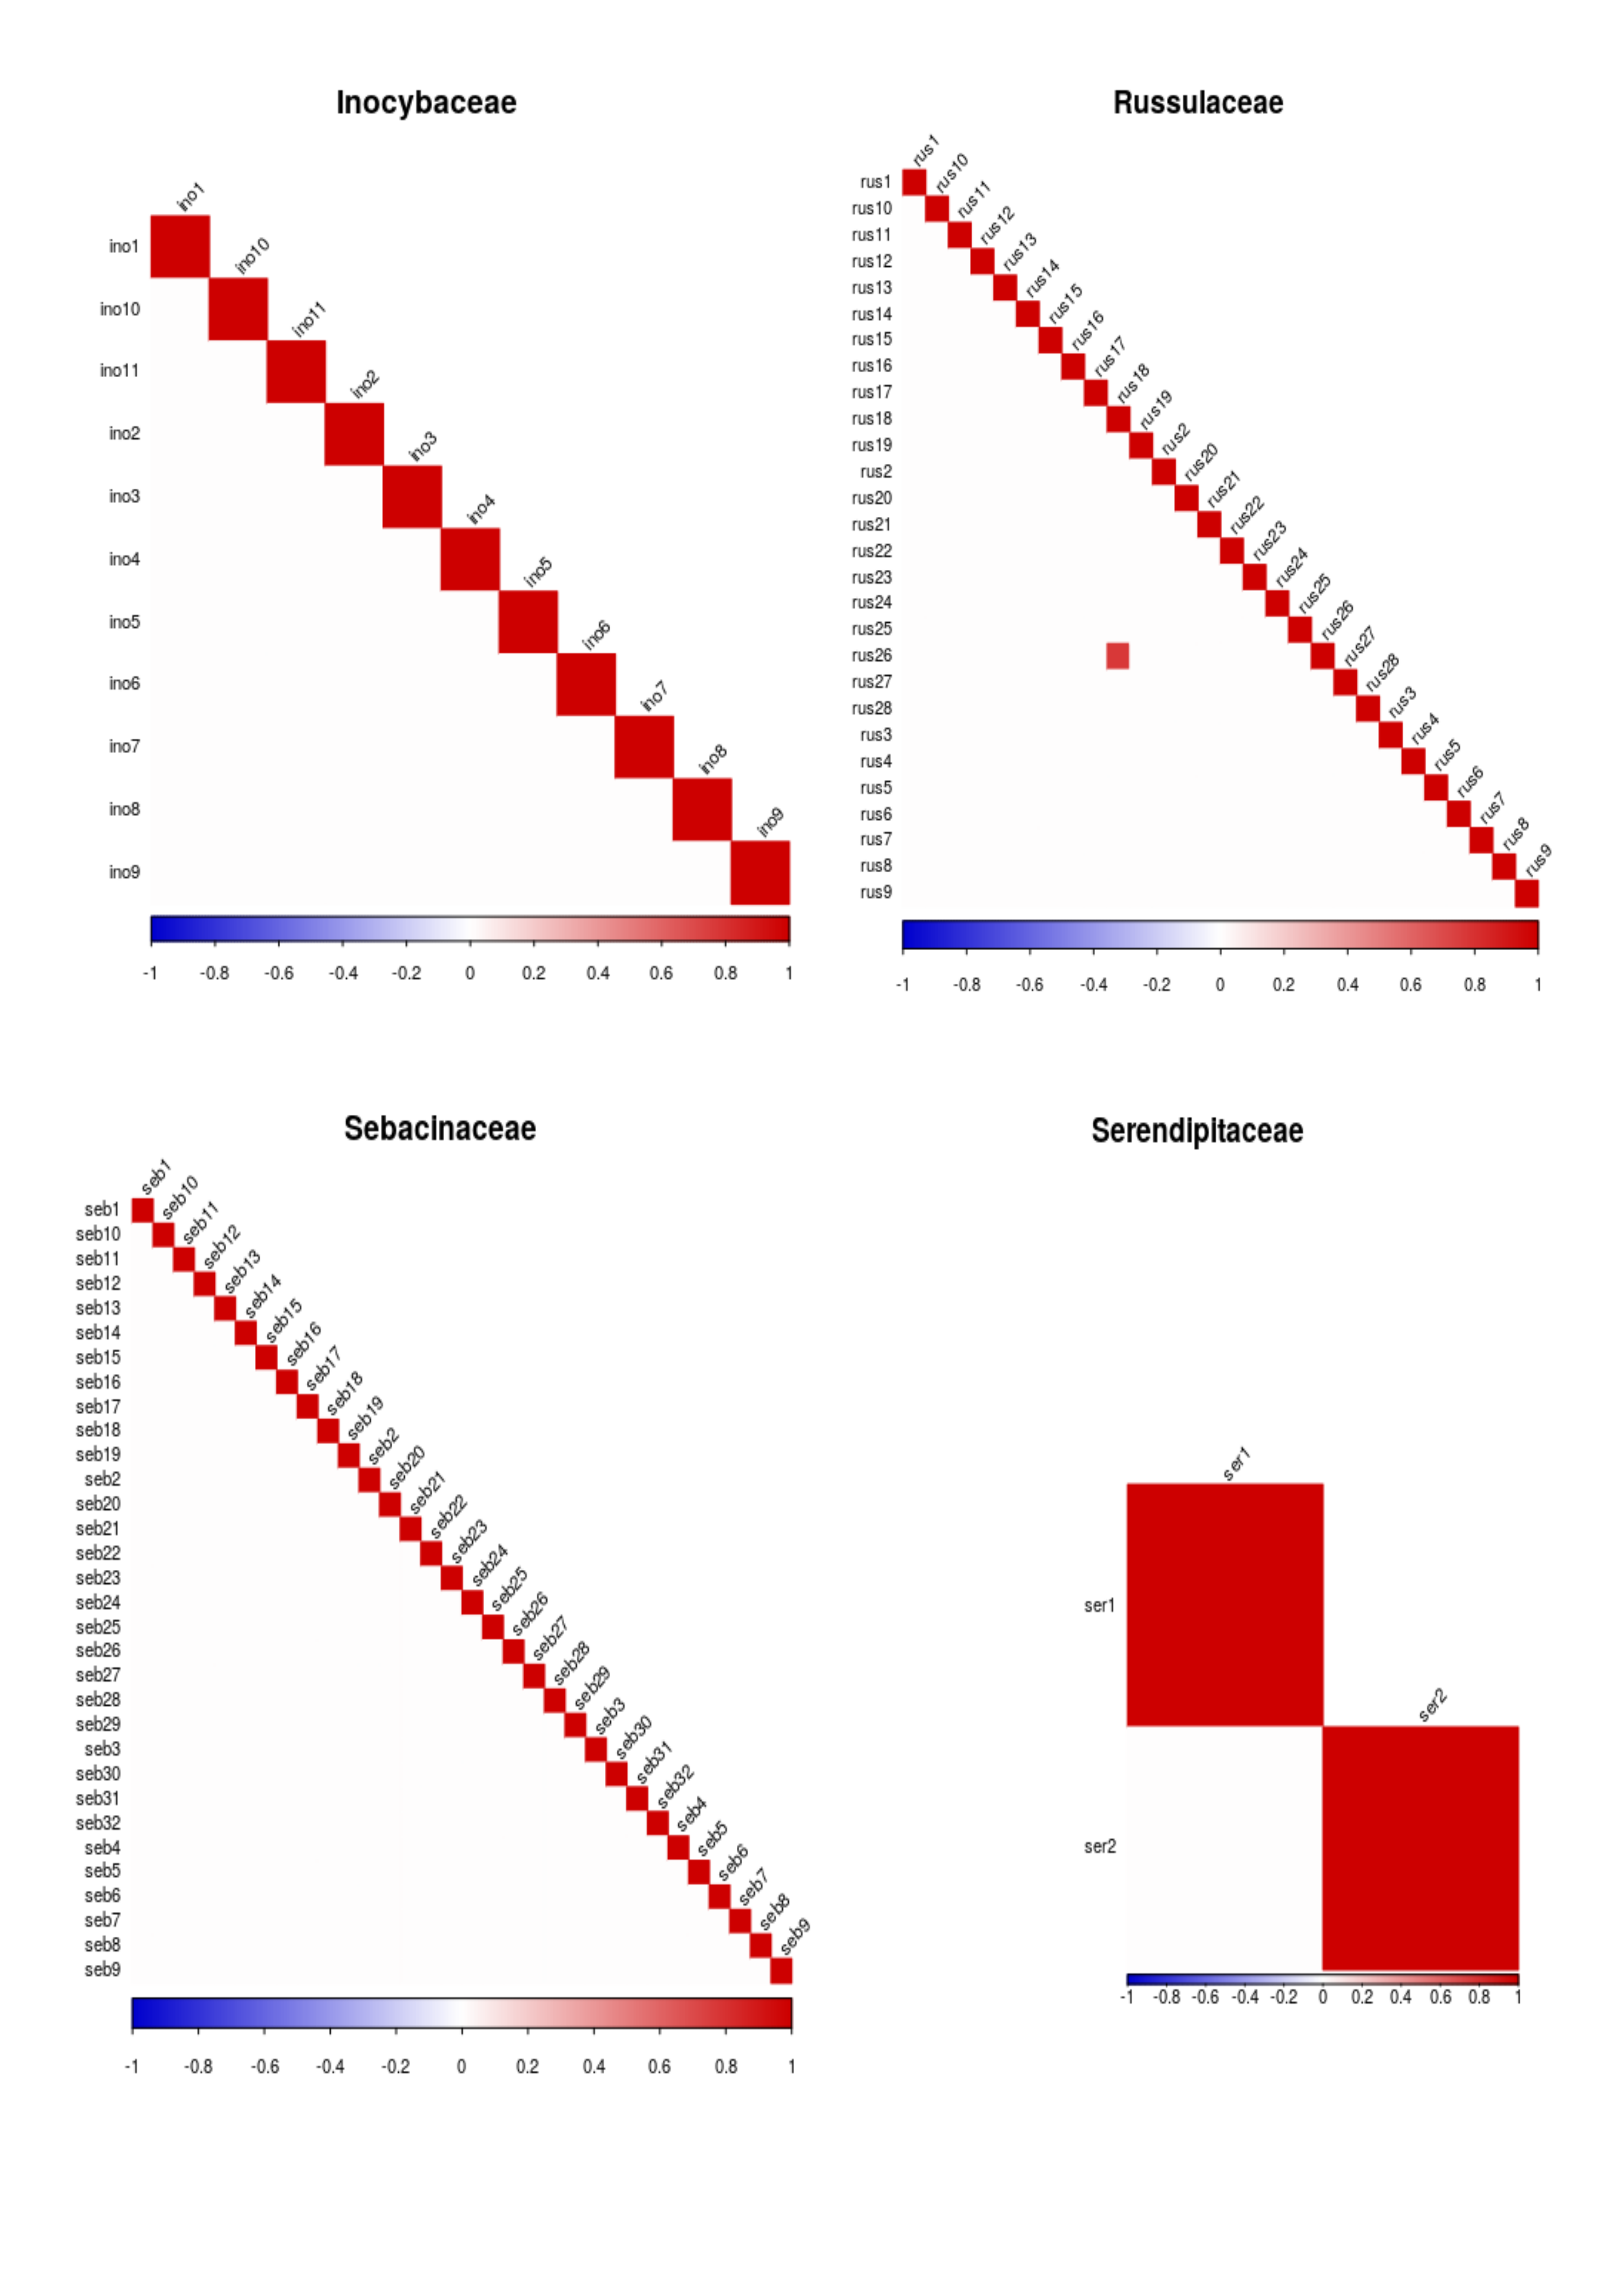 Inocybaceae
ino1
ino1
ino10
ino10
ino11
ino11
ino2
ino2
ino3
ino3
ino4
ino4
ino5
ino5
ino6
ino6
ino7
ino7
ino8
ino8
ino9
ino9
-1 -0.8 -0.6 -0.4 -0.2 0 0.2 0.4 0.6 0.8 1
Russulaceae
rus1
rus1
rus10
rus10
rus11
rus11
rus12
rus12
rus13
rus13
rus14
rus14
rus15
rus15
rus16
rus16
rus17
rus17
rus18
rus18
rus19
rus19
rus2
rus2
rus20
rus20
rus21
rus21
rus22
rus22
rus23
rus23
rus24
rus24
rus25
rus25
rus26
rus26
rus27
rus27
rus28
rus28
rus3
rus3
rus4
rus4
rus5
rus5
rus6
rus6
rus7
rus7
rus8
rus8
rus9
rus9
-1 -0.8 -0.6 -0.4 -0.2 0 0.2 0.4 0.6 0.8 1
Sebacinaceae
seb1
seb1
seb10
seb10
seb11
seb11
seb12
seb12
seb13
seb13
seb14
seb14
seb15
seb15
seb16
seb16
seb17
seb17
seb18
seb18
seb19
seb19
seb2
seb2
seb20
seb20
seb21
seb21
seb22
seb22
seb23
seb23
seb24
seb24
seb25
seb25
seb26
seb26
seb27
seb27
seb28
seb28
seb29
seb29
seb3
seb3
seb30
seb30
seb31
seb31
seb32
seb32
seb4
seb4
seb5
seb5
seb6
seb6
seb7
seb7
seb8
seb8
seb9
seb9
-1 -0.8 -0.6 -0.4 -0.2 0 0.2 0.4 0.6 0.8 1
Serendipitaceae
ser1
ser1
ser2
ser2
-1 -0.8 -0.6 -0.4 -0.2 0 0.2 0.4 0.6 0.8 1